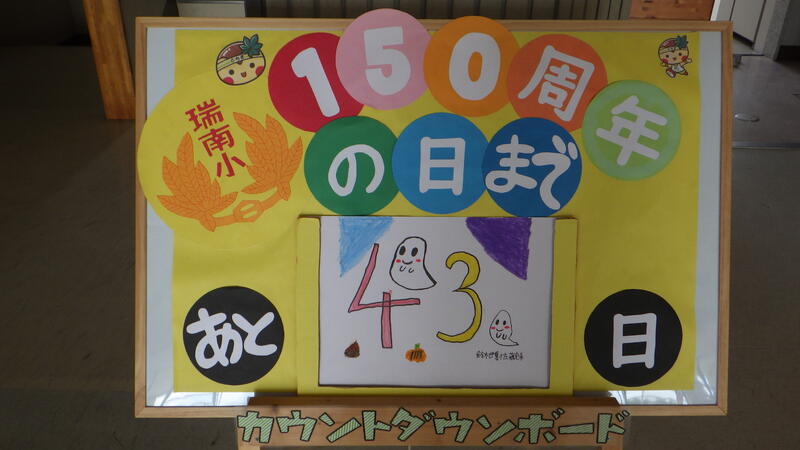 150周年
の日まで
瑞南小
あと
43
日
カウントダウンボード